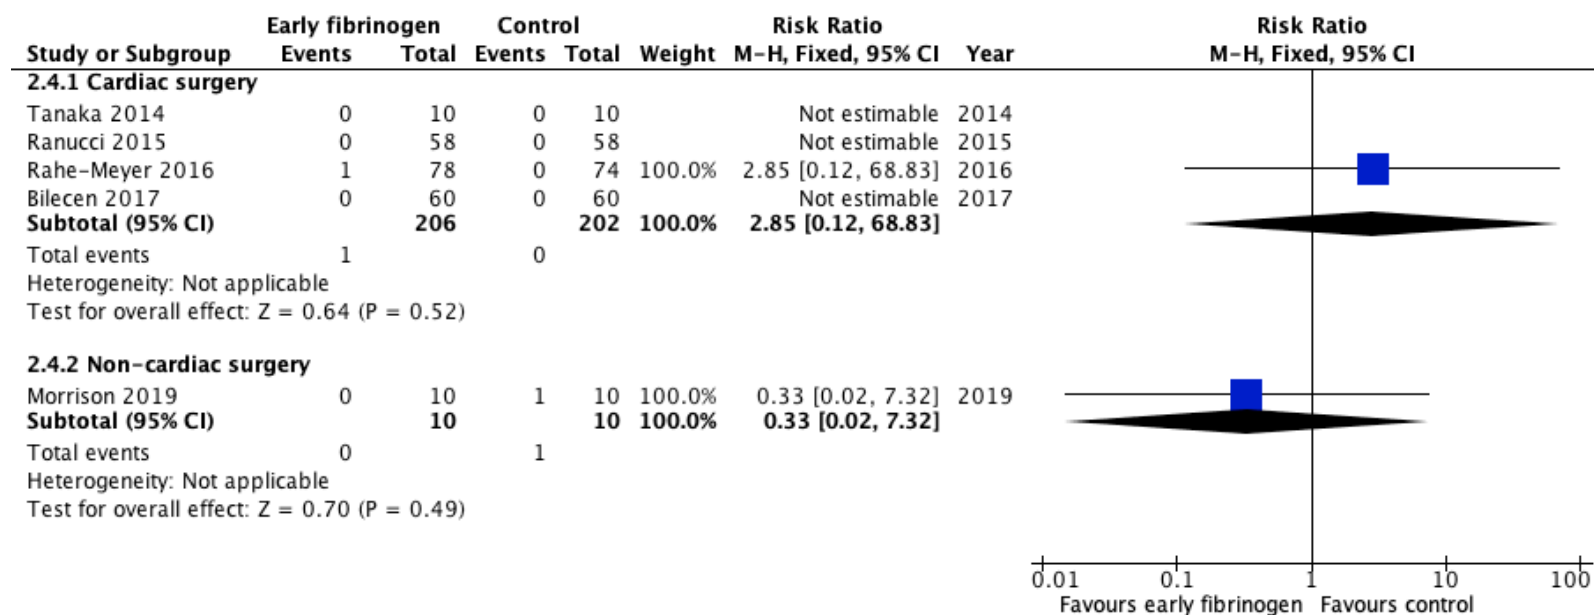 Early fibrinogen Control Risk Ratio Risk Ratio
Study or Subgroup Events Total Events Total Weight M-H, Fixed, 95% CI Year M-H, Fixed, 95% CI
2.4.1 Cardiac surgery
Tanaka 2014 0 10 0 10 Not estimable 2014
Ranucci 2015 0 58 0 58 Not estimable 2015
Rahe-Meyer 2016 1 78 0 74 100.0% 2.85 [0.12, 68.83] 2016
Bilecen 2017 0 60 0 60 Not estimable 2017
Subtotal (95% CI) 206 202 100.0% 2.85 [0.12, 68.83]
Total events 1 0
Heterogeneity: Not applicable
Test for overall effect: Z = 0.64 (P = 0.52)
2.4.2 Non-cardiac surgery
Morrison 2019 0 10 1 10 100.0% 0.33 [0.02, 7.32] 2019
Subtotal (95% CI) 10 10 100.0% 0.33 [0.02, 7.32]
Total events 0 1
Heterogeneity: Not applicable
Test for overall effect: Z = 0.70 (P = 0.49)
0.01 0.1 1 10 100
Favours early fibrinogen Favours control